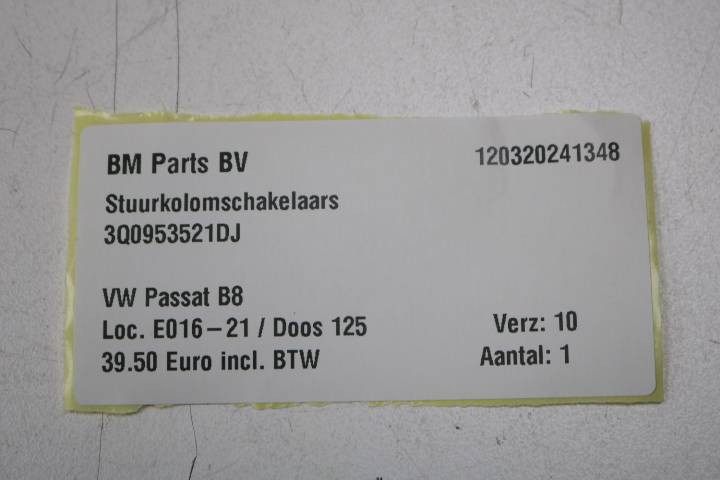 BM Parts BV 120320241348
Stuurkolomschakelaars
3Q0953521DJ
VW Passat B8
Loc. E016-21 / Doos 125 Verz: 10
39.50 Euro incl. BTW Aantal: 1